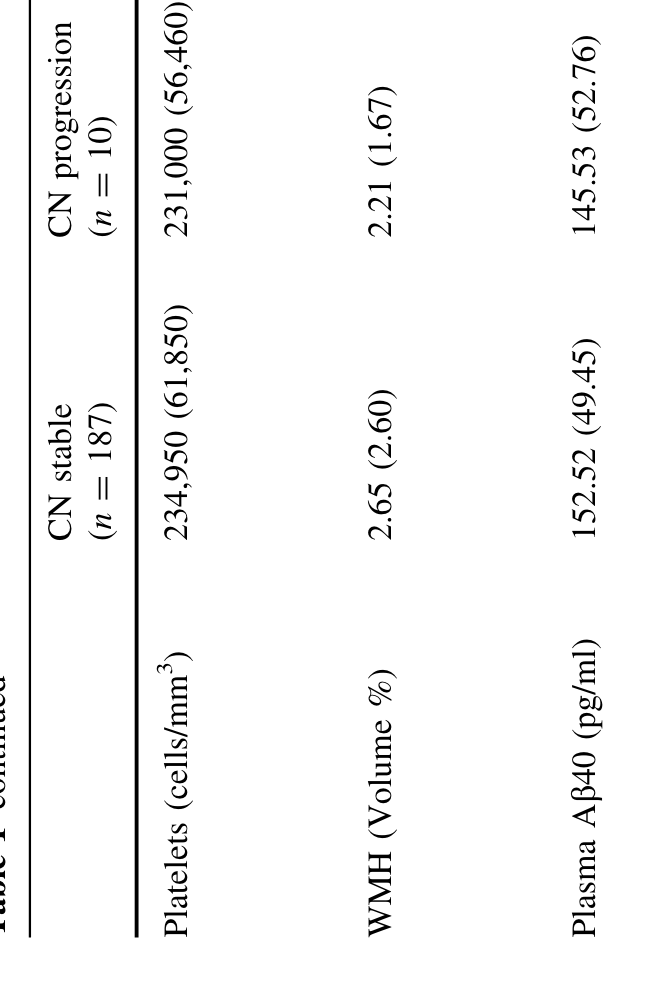 Table 1 continued
CN stable CN progression
(n = 187) (n = 10)
Platelets (cells/mm³) 234,950 (61,850) 231,000 (56,460)
WMH (Volume %) 2.65 (2.60) 2.21 (1.67)
Plasma Aβ40 (pg/ml) 152.52 (49.45) 145.53 (52.76)